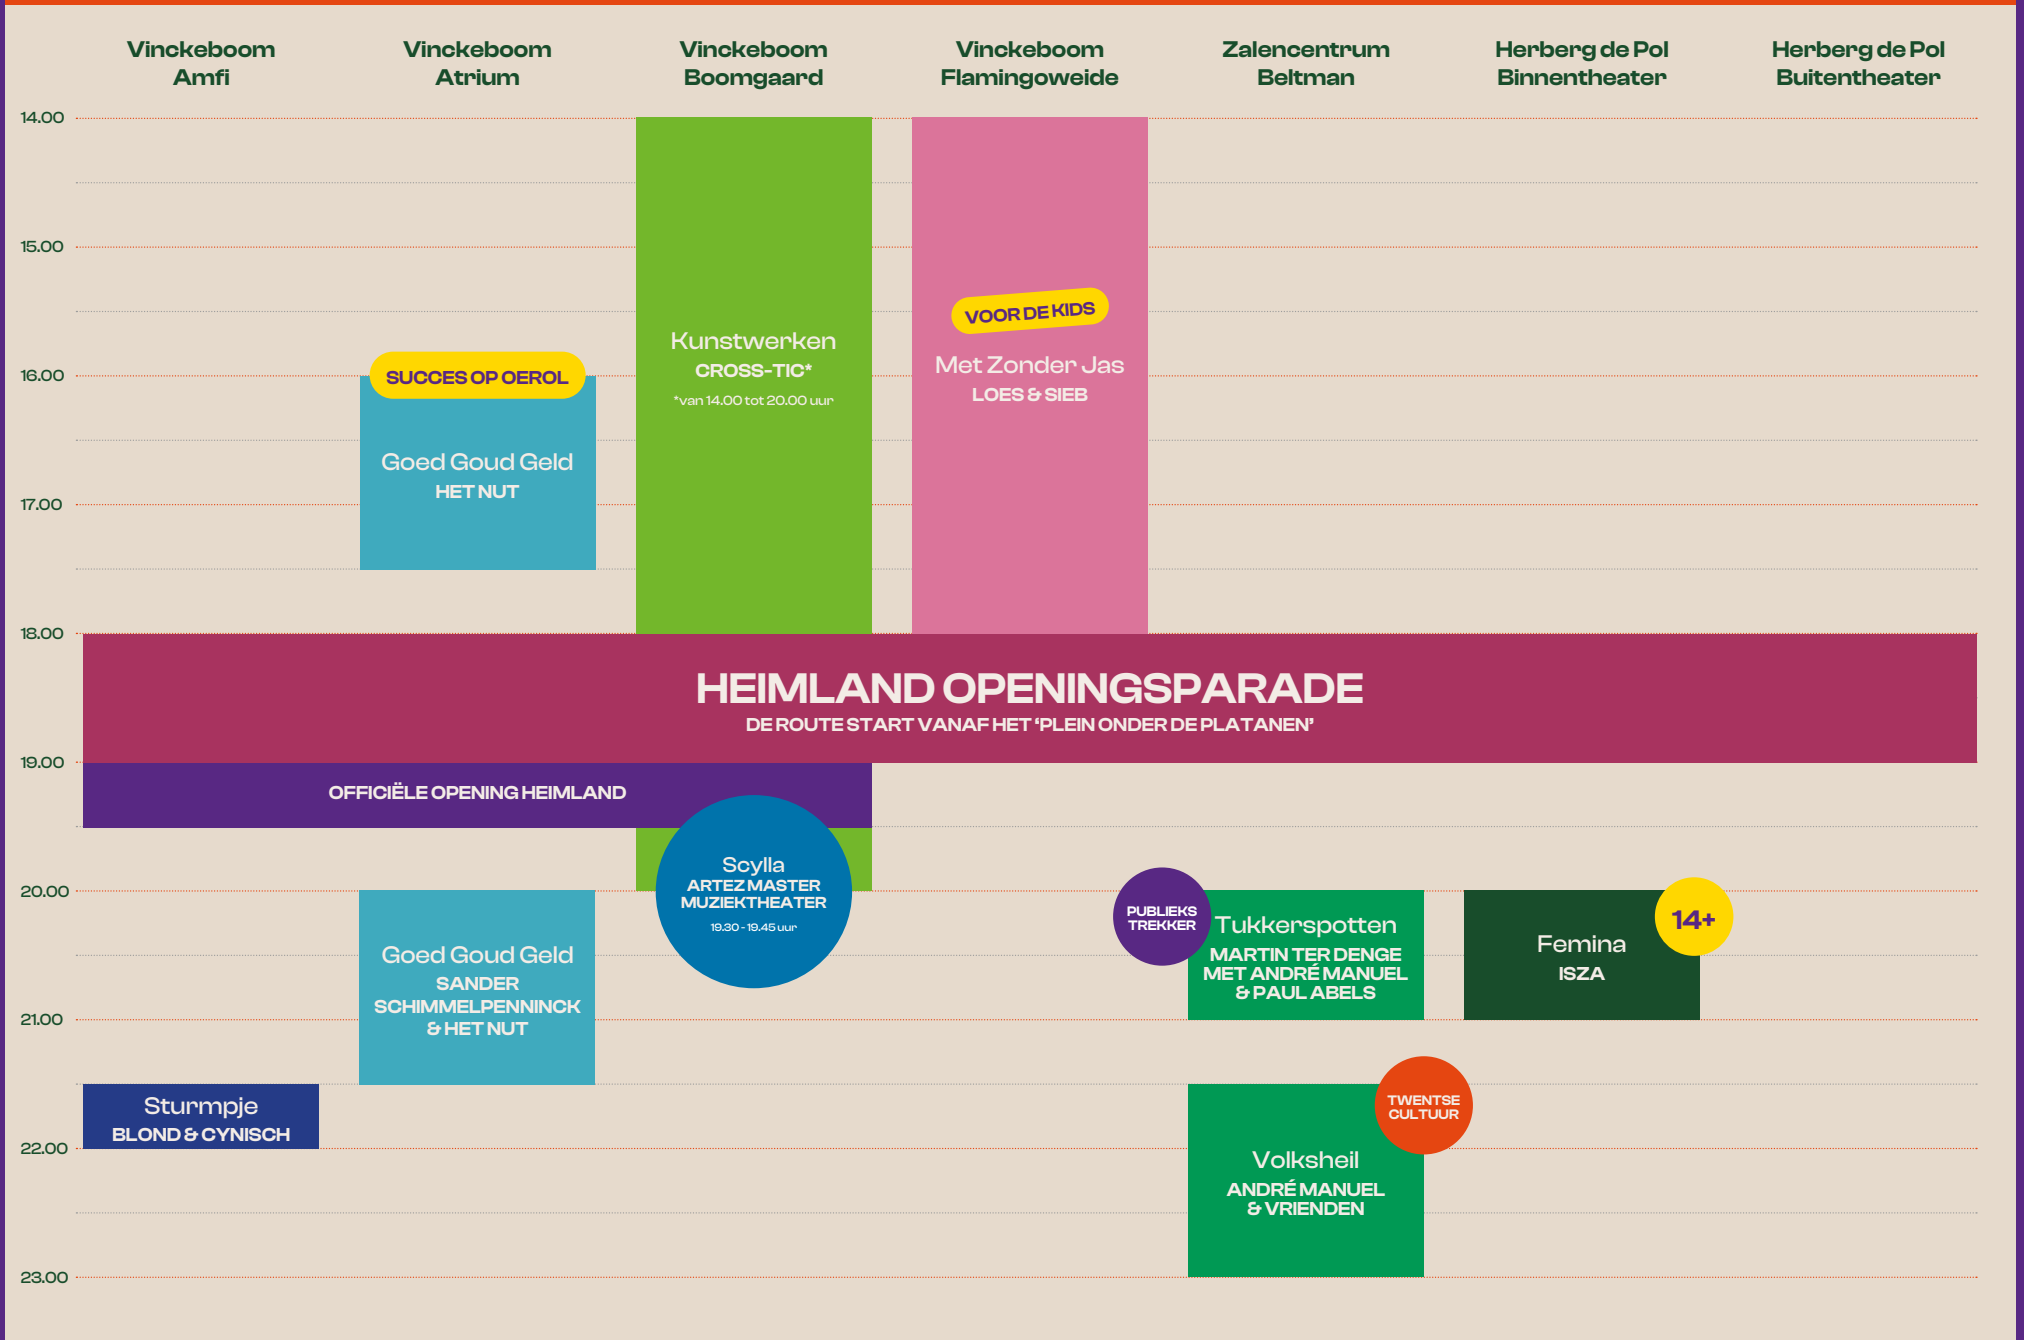 Vinckeboom
Amfi
Vinckeboom
Atrium
Vinckeboom
Boomgaard
Vinckeboom
Flamingoweide
Zalencentrum
Beltman
Herberg de Pol
Binnentheater
Herberg de Pol
Buitentheater
14.00
15.00
VOOR DE KIDS
Kunstwerken
CROSS-TIC*
*van 14.00 tot 20.00 uur
Met Zonder Jas
LOES & SIEB
16.00
SUCCES OP OEROL
Goed Goud Geld
HET NUT
17.00
18.00
HEIMLAND OPENINGSPARADE
DE ROUTE START VANAF HET ‘PLEIN ONDER DE PLATANEN’
19.00
OFFICIËLE OPENING HEIMLAND
Scylla
ARTEZ MASTER
MUZIEKTHEATER
19.30 - 19.45 uur
20.00
Goed Goud Geld
SANDER
SCHIMMELPENNINCK
& HET NUT
PUBLIEKS
TREKKER
Tukkerspotten
MARTIN TER DENGE
MET ANDRÉ MANUEL
& PAUL ABELS
Femina
ISZA
14+
21.00
Sturmpje
BLOND & CYNISCH
TWENTSE
CULTUUR
22.00
Volksheil
ANDRÉ MANUEL
& VRIENDEN
23.00